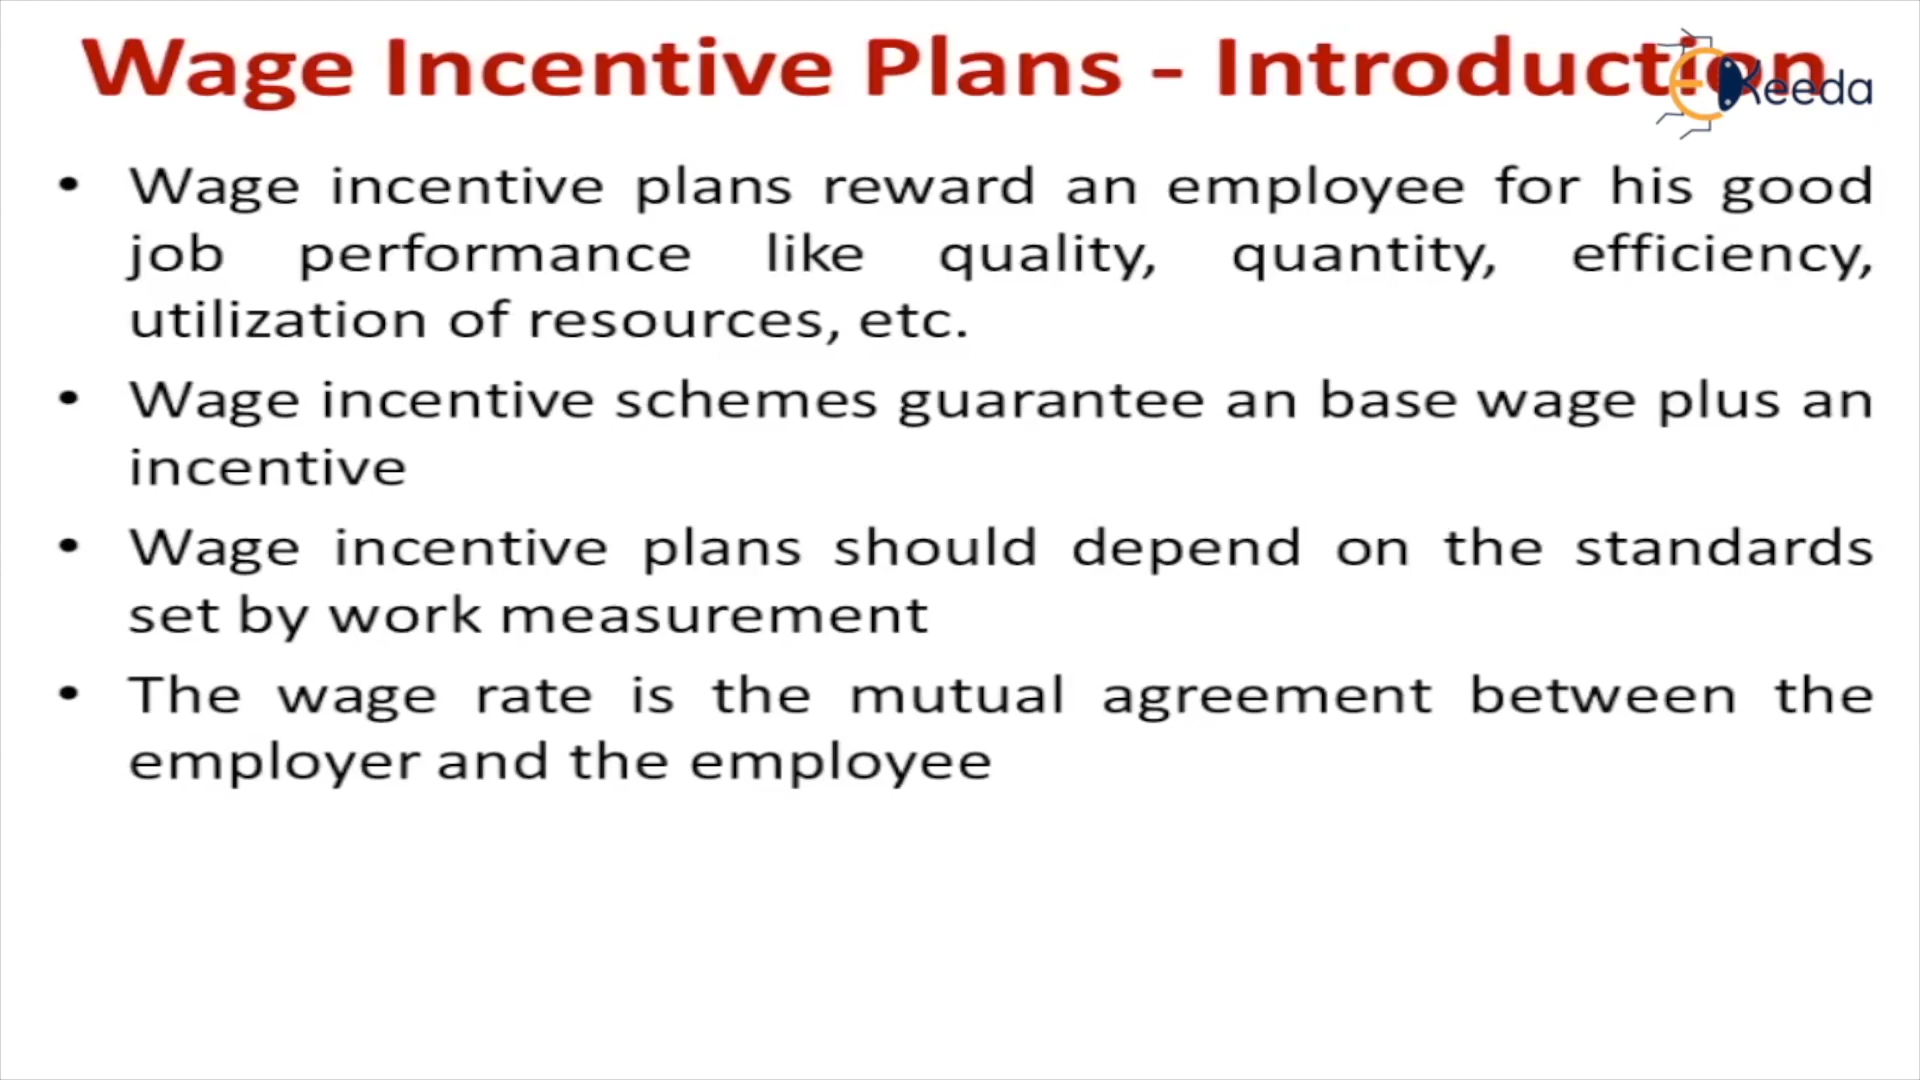 Wage Incentive Plans - Introduction
Keeda
• Wage incentive plans reward an employee for his good
job performance like quality, quantity, efficiency,
utilization of resources, etc.
• Wage incentive schemes guarantee an base wage plus an
incentive
• Wage incentive plans should depend on the standards
set by work measurement
• The wage rate is the mutual agreement between the
employer and the employee